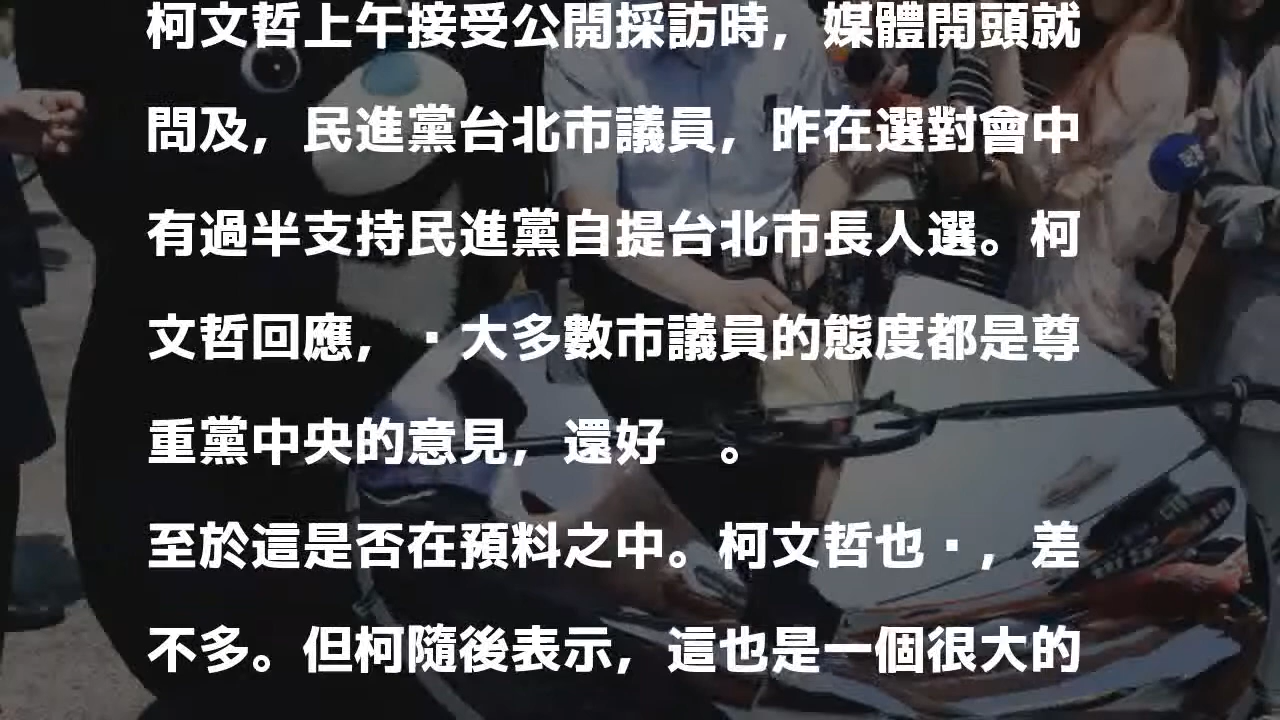 柯文哲上午接受公開採訪時，媒體開頭就
問及，民進黨台北市議員，昨在選對會中
有過半支持民進黨自提台北市長人選。柯
文哲回應，·大多數市議員的態度都是尊
重黨中央的意見，還好　。
至於這是否在預料之中。柯文哲也·，差
不多。但柯隨後表示，這也是一個很大的